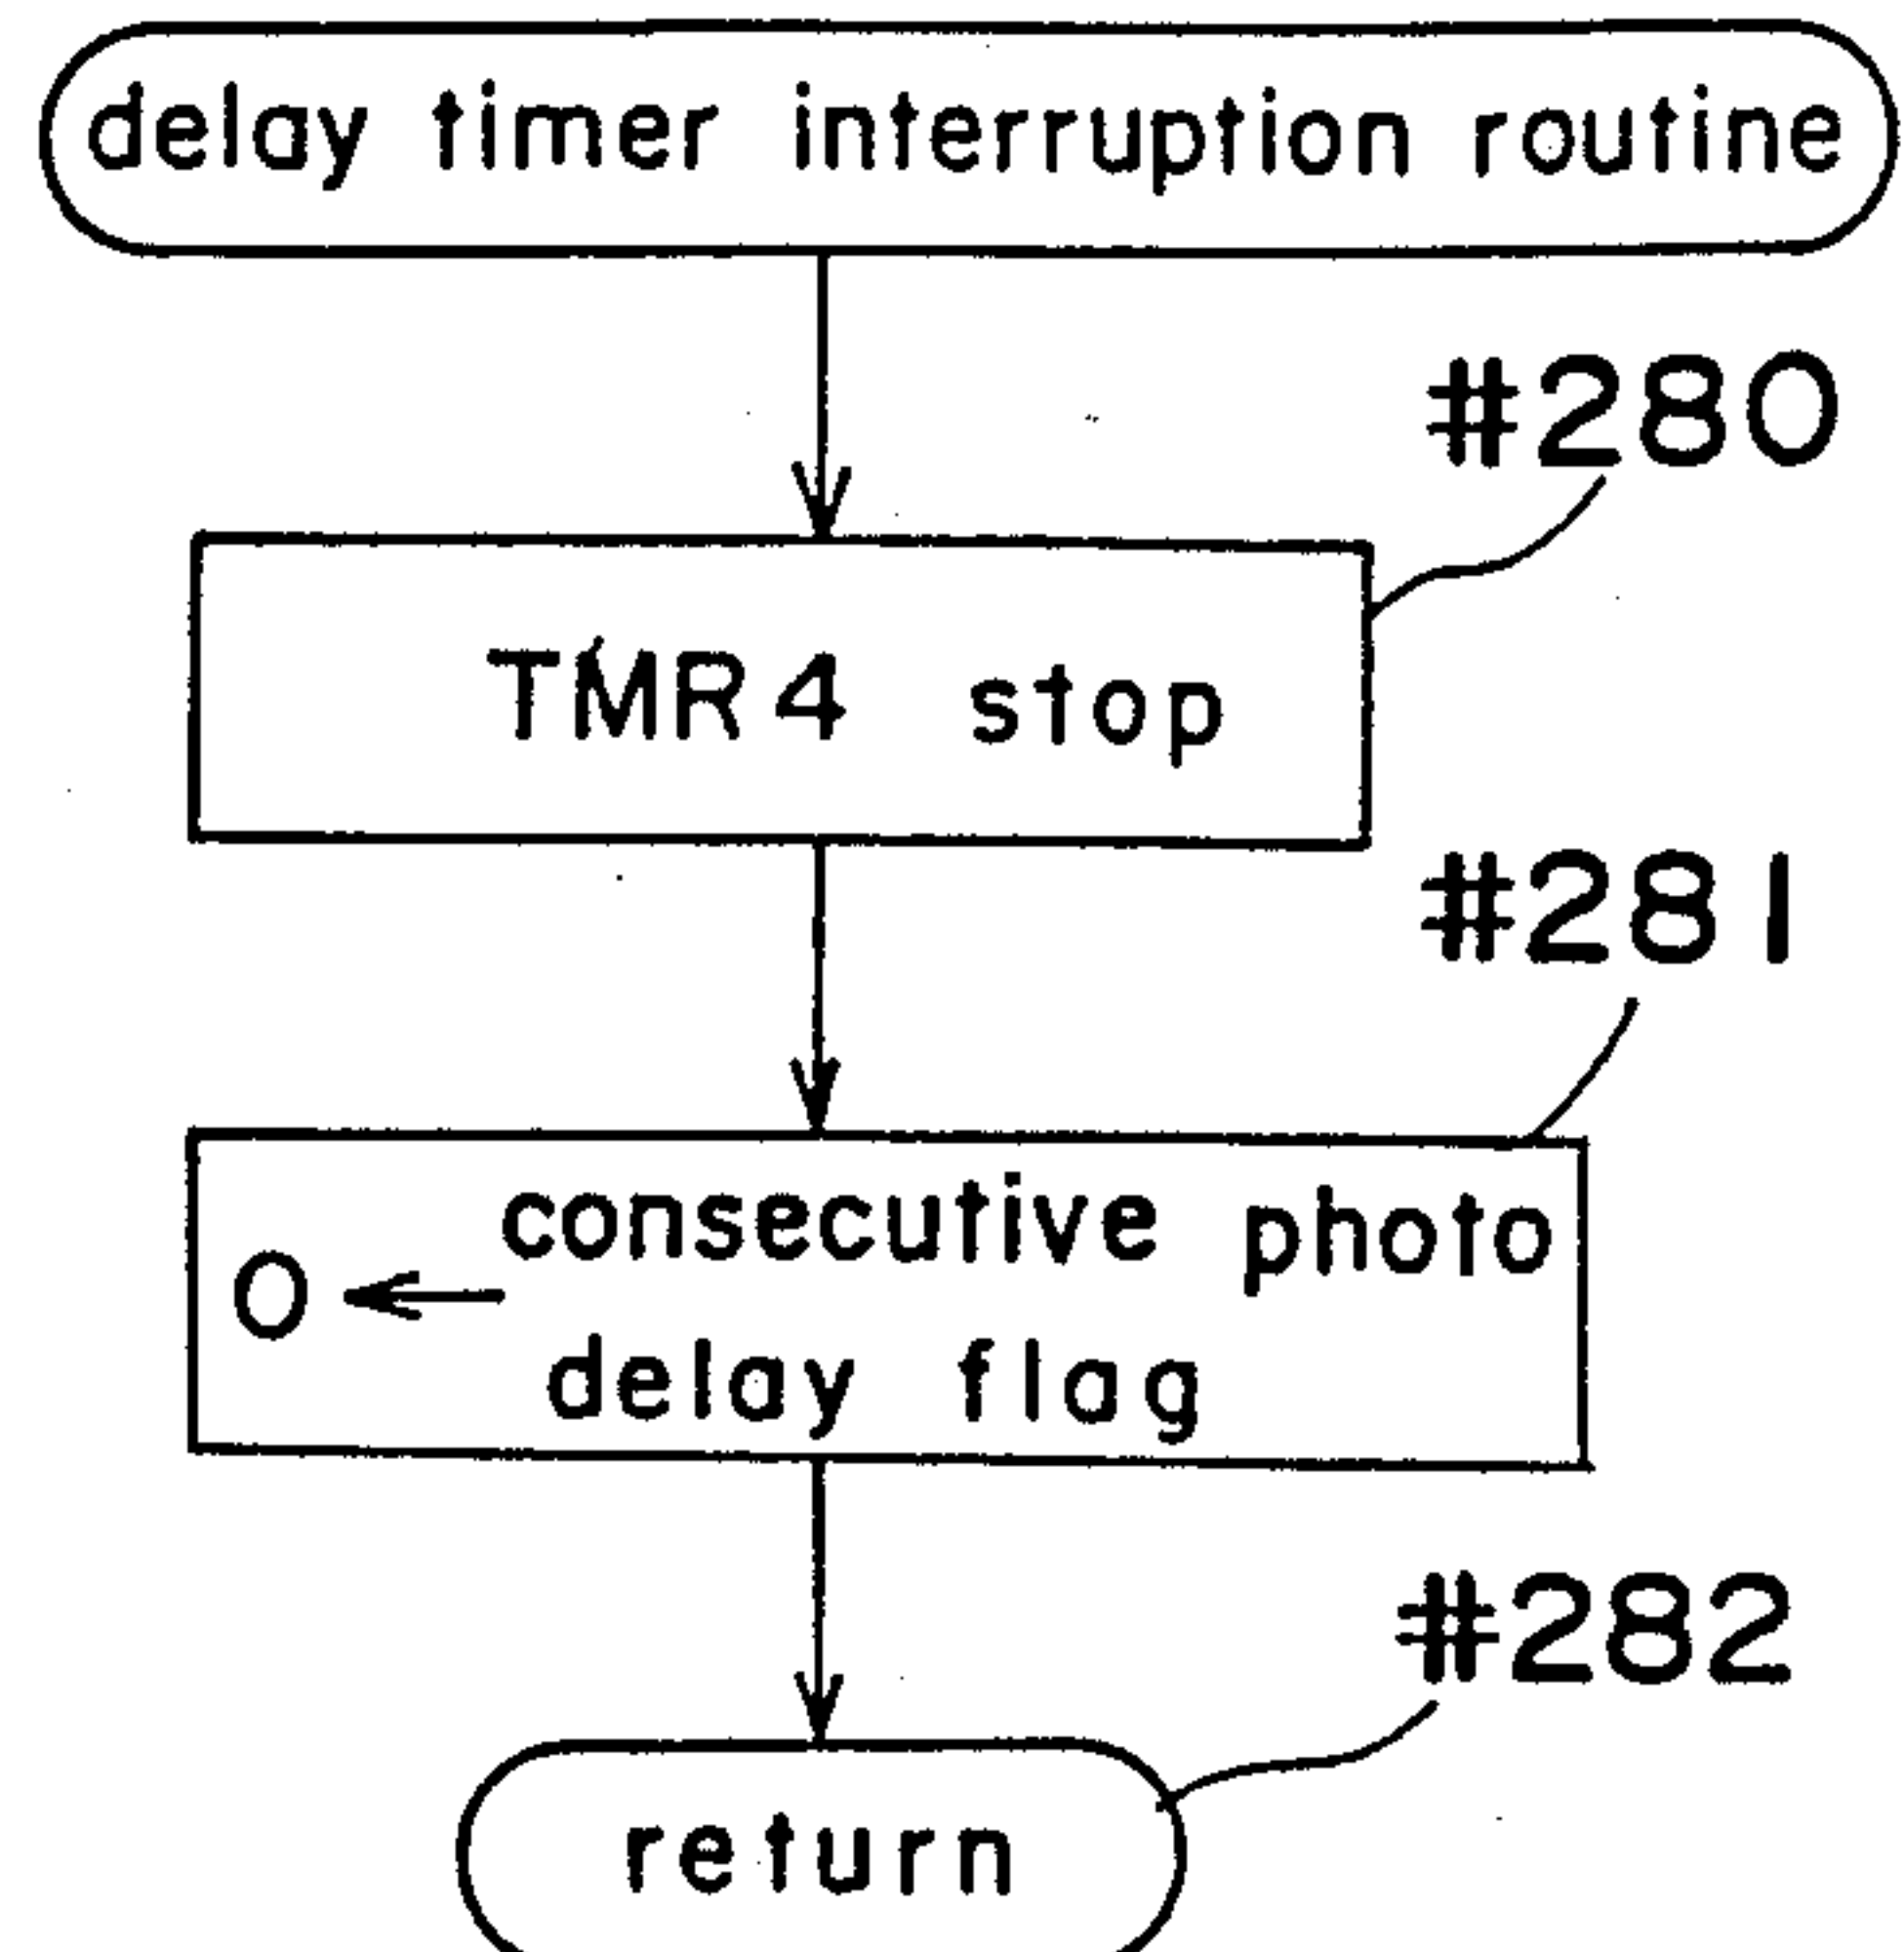 delay timer interruption routine
#280
TMR4 stop
#281
consecutive photo
0 ←
delay flag
#282
return